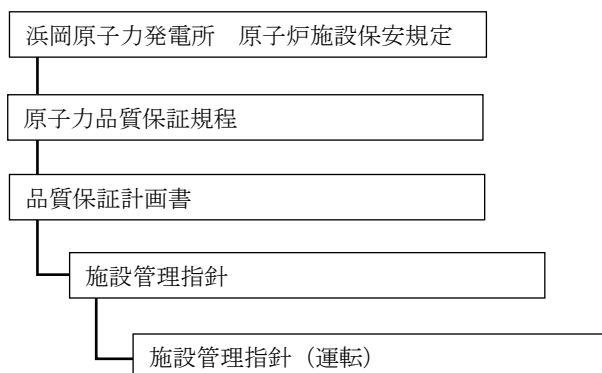 浜岡原子力発電所　原子炉施設保安規定
原子力品質保証規程
品質保証計画書
施設管理指針
施設管理指針（運転）